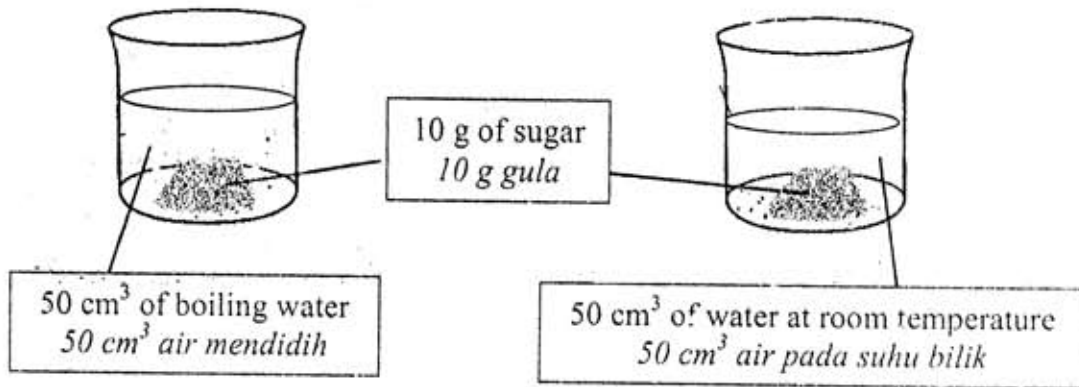 10 g of sugar
10 g gula
50 cm³ of boiling water
50 cm³ air mendidih
50 cm³ of water at room temperature
50 cm³ air pada suhu bilik